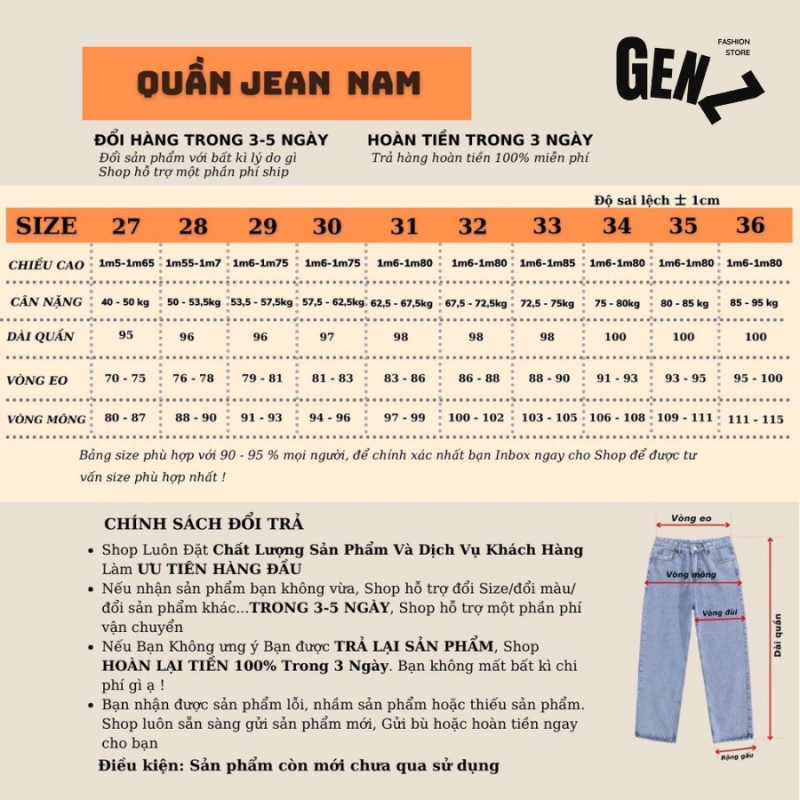 QUẦN JEAN NAM
GEN Z
FASHION
STORE
ĐỔI HÀNG TRONG 3-5 NGÀY
Đổi sản phẩm với bất kì lý do gì
Shop hỗ trợ một phần phí ship
HOÀN TIỀN TRONG 3 NGÀY
Trả hàng hoàn tiền 100% miễn phí
Độ sai lệch ± 1cm
SIZE 27 28 29 30 31 32 33 34 35 36
CHIỀU CAO 1m5-1m65 1m55-1m7 1m6-1m75 1m6-1m75 1m6-1m80 1m6-1m80 1m6-1m85 1m6-1m80 1m6-1m80 1m6-1m80
CÂN NẶNG 40 - 50 kg 50 - 53,5kg 53,5 - 57,5kg 57,5 - 62,5kg 62,5 - 67,5kg 67,5 - 72,5kg 72,5 - 75kg 75 - 80kg 80 - 85 kg 85 - 95 kg
DÀI QUẦN 95 96 96 97 98 98 98 100 100 100
VÒNG EO 70 - 75 76 - 78 79 - 81 81 - 83 83 - 86 86 - 88 88 - 90 91 - 93 93 - 95 95 - 100
VÒNG MÔNG 80 - 87 88 - 90 91 - 93 94 - 96 97 - 99 100 - 102 103 - 105 106 - 108 109 - 111 111 - 115
Bảng size phù hợp với 90 - 95 % mọi người, để chính xác nhất bạn Inbox ngay cho Shop để được tư
vấn size phù hợp nhất !
CHÍNH SÁCH ĐỔI TRẢ
• Shop Luôn Đặt Chất Lượng Sản Phẩm Và Dịch Vụ Khách Hàng
Làm ƯU TIÊN HÀNG ĐẦU
• Nếu nhận sản phẩm bạn không vừa, Shop hỗ trợ đổi Size/đổi màu/
đổi sản phẩm khác...TRONG 3-5 NGÀY, Shop hỗ trợ một phần phí
vận chuyển
• Nếu Bạn Không ưng ý Bạn được TRẢ LẠI SẢN PHẨM, Shop
HOÀN LẠI TIỀN 100% Trong 3 Ngày. Bạn không mất bất kì chi
phí gì ạ !
• Bạn nhận được sản phẩm lỗi, nhầm sản phẩm hoặc thiếu sản phẩm.
Shop luôn sẵn sàng gửi sản phẩm mới, Gửi bù hoặc hoàn tiền ngay
cho bạn
Điều kiện: Sản phẩm còn mới chưa qua sử dụng
Vòng eo
Vòng mông
Vòng đùi
Dài quần
Rộng gấu